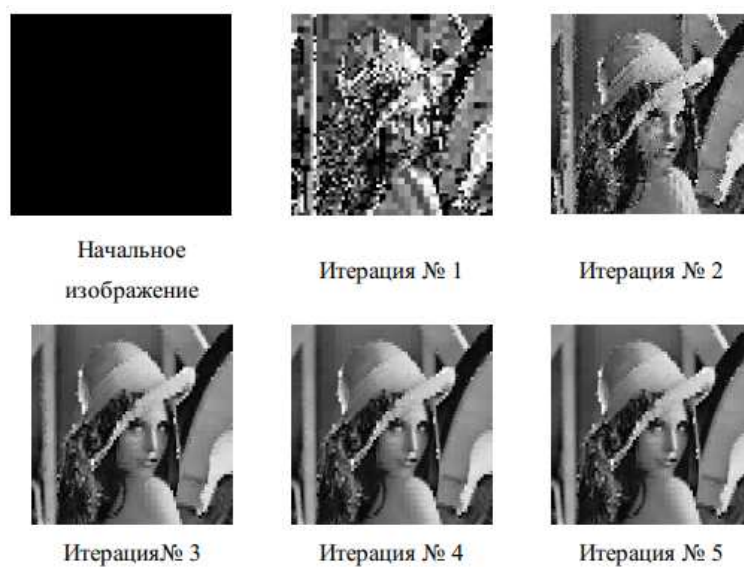 Начальное
изображение
Итерация № 1
Итерация № 2
Итерация№ 3
Итерация № 4
Итерация № 5